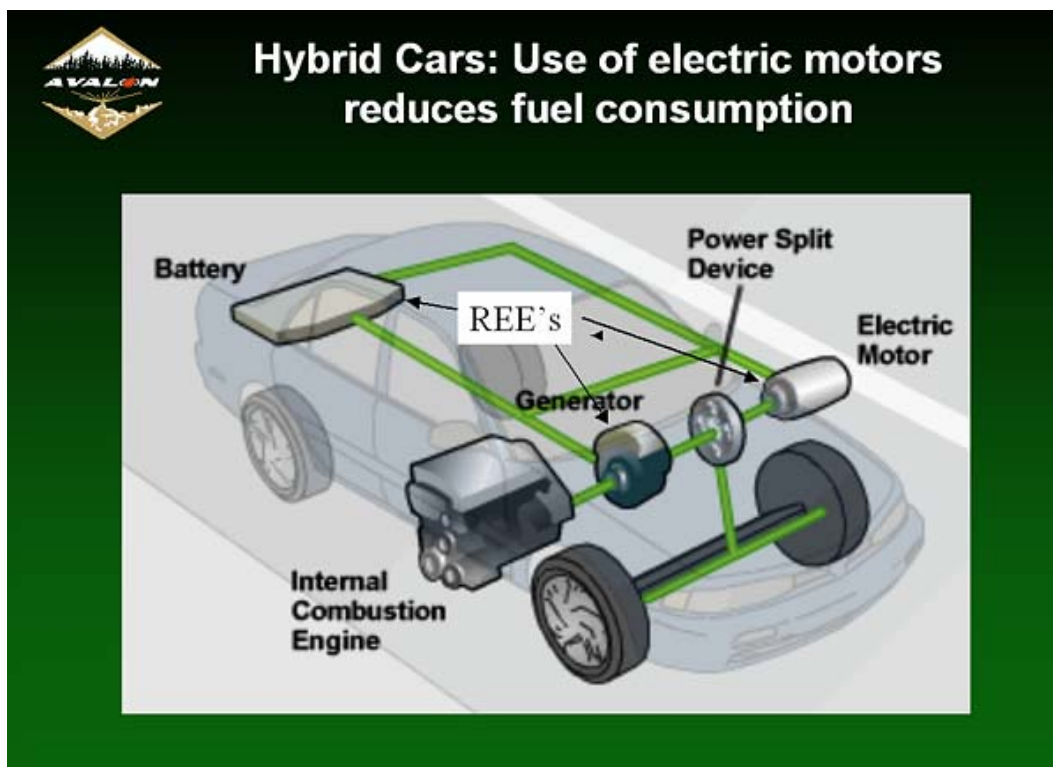 AVALON
Hybrid Cars: Use of electric motors
reduces fuel consumption
Battery
Power Split
Device
REE's
Electric
Motor
Generator
Internal
Combustion
Engine